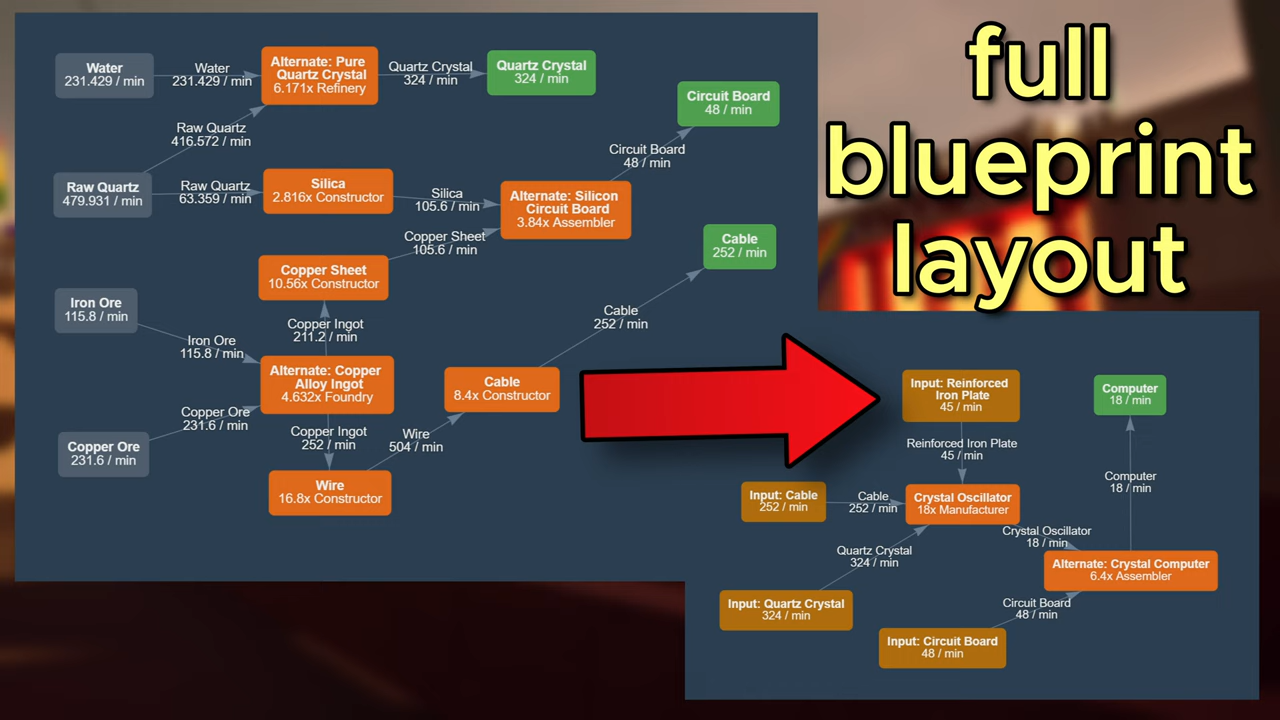 full
blueprint
layout
Water
231.429 / min
Water
231.429 / min
Alternate: Pure
Quartz Crystal
6.171x Refinery
Quartz Crystal
324 / min
Quartz Crystal
324 / min
Circuit Board
48 / min
Raw Quartz
416.572 / min
Circuit Board
48 / min
Raw Quartz
479.931 / min
Raw Quartz
63.359 / min
Silica
2.816x Constructor
Silica
105.6 / min
Alternate: Silicon
Circuit Board
3.84x Assembler
Copper Sheet
105.6 / min
Cable
252 / min
Copper Sheet
10.56x Constructor
Iron Ore
115.8 / min
Copper Ingot
211.2 / min
Cable
252 / min
Iron Ore
115.8 / min
Alternate: Copper
Alloy Ingot
4.632x Foundry
Cable
8.4x Constructor
Copper Ore
231.6 / min
Copper Ore
231.6 / min
Copper Ingot
252 / min
Wire
504 / min
Wire
16.8x Constructor
Input: Reinforced
Iron Plate
45 / min
Computer
18 / min
Reinforced Iron Plate
45 / min
Computer
18 / min
Input: Cable
252 / min
Cable
252 / min
Crystal Oscillator
18x Manufacturer
Crystal Oscillator
18 / min
Quartz Crystal
324 / min
Alternate: Crystal Computer
6.4x Assembler
Input: Quartz Crystal
324 / min
Circuit Board
48 / min
Input: Circuit Board
48 / min